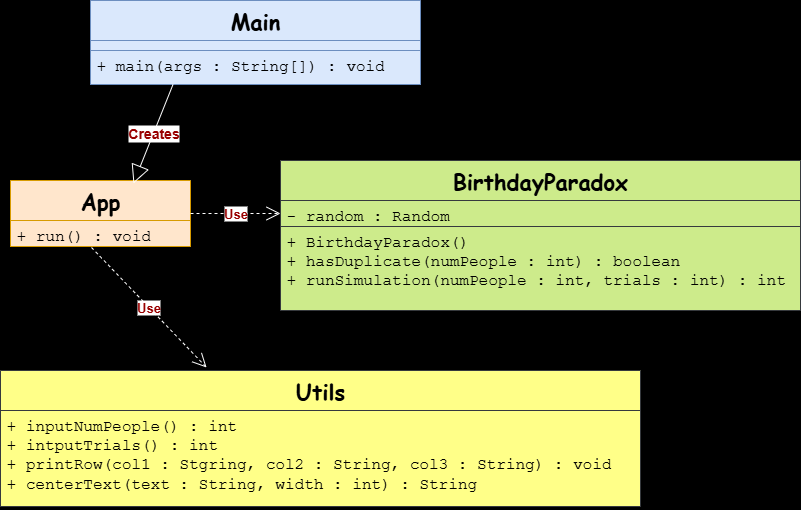 Main
+ main(args : String[]) : void
Creates
App
+ run() : void
Use
BirthdayParadox
- random : Random
+ BirthdayParadox()
+ hasDuplicate(numPeople : int) : boolean
+ runSimulation(numPeople : int, trials : int) : int
Use
Utils
+ inputNumPeople() : int
+ intputTrials() : int
+ printRow(col1 : Stgring, col2 : String, col3 : String) : void
+ centerText(text : String, width : int) : String